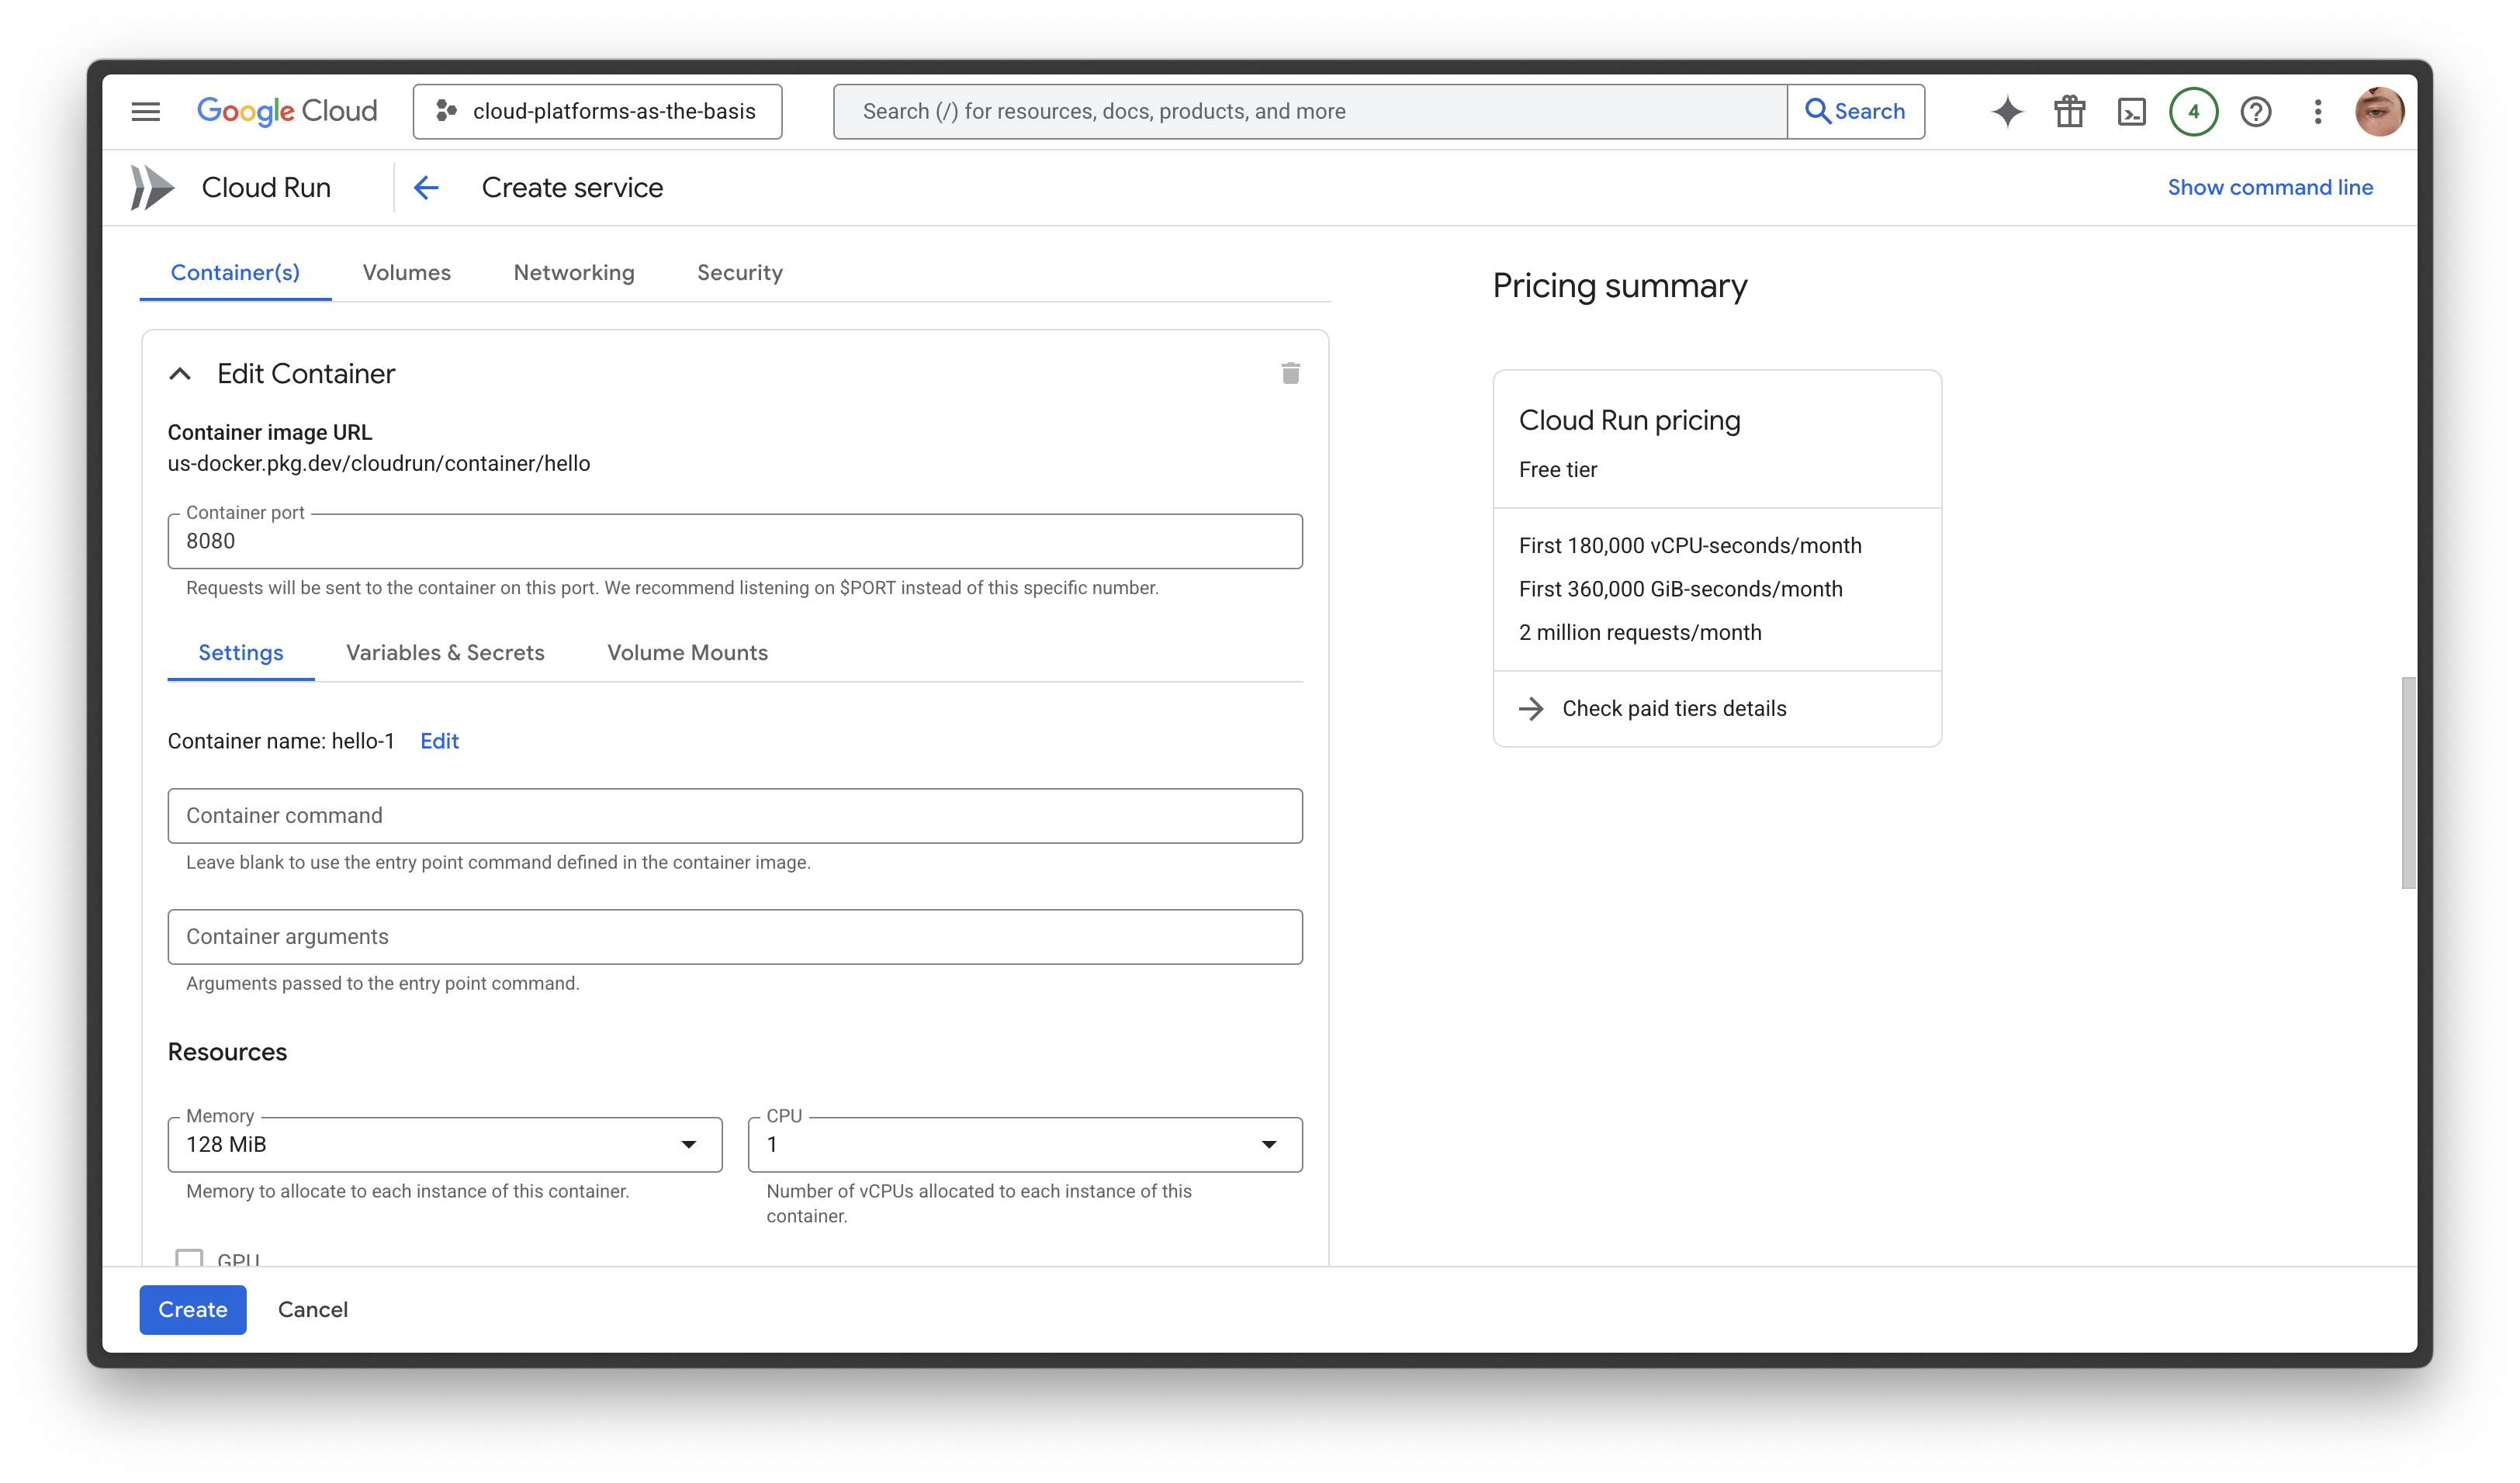 Google Cloud
cloud-platforms-as-the-basis
Search (/) for resources, docs, products, and more
Search
4
Cloud Run
Create service
Show command line
Container(s)
Volumes
Networking
Security
Edit Container
Container image URL
us-docker.pkg.dev/cloudrun/container/hello
Container port
8080
Requests will be sent to the container on this port. We recommend listening on $PORT instead of this specific number.
Settings
Variables & Secrets
Volume Mounts
Container name: hello-1
Edit
Container command
Leave blank to use the entry point command defined in the container image.
Container arguments
Arguments passed to the entry point command.
Resources
Memory
128 MiB
Memory to allocate to each instance of this container.
CPU
1
Number of vCPUs allocated to each instance of this
container.
GPU
Pricing summary
Cloud Run pricing
Free tier
First 180,000 vCPU-seconds/month
First 360,000 GiB-seconds/month
2 million requests/month
Check paid tiers details
Create
Cancel